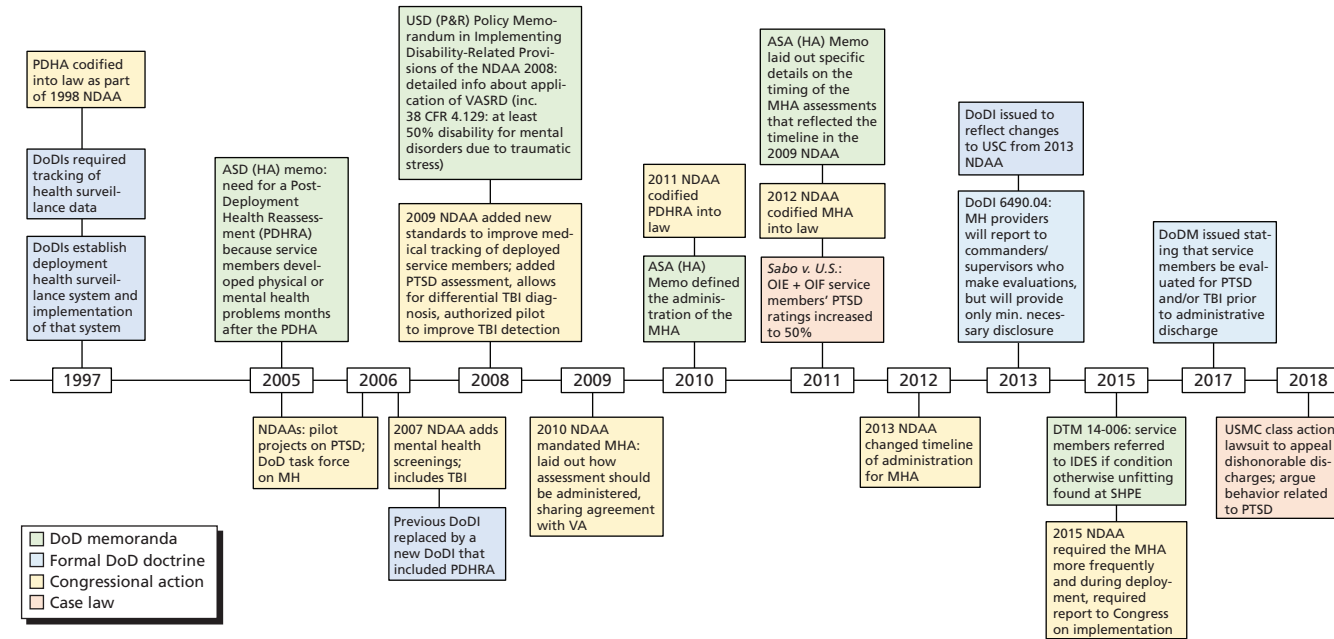 PDHA codified
into law as part
of 1998 NDAA
DoDIs required
tracking of
health surveil-
lance data
DoDIs establish
deployment
health surveil-
lance system and
implementation
of that system
1997
ASD (HA) memo:
need for a Post-
Deployment
Health Reassess-
ment (PDHRA)
because service
members devel-
oped physical or
mental health
problems months
after the PDHA
2005
NDAAs: pilot
projects on PTSD;
DoD task force
on MH
2006
2007 NDAA adds
mental health
screenings;
includes TBI
Previous DoDI
replaced by a
new DoDI that
included PDHRA
USD (P&R) Policy Memo-
randum in Implementing
Disability-Related Provi-
sions of the NDAA 2008:
detailed info about appli-
cation of VASRD (inc.
38 CFR 4.129: at least
50% disability for mental
disorders due to traumatic
stress)
2009 NDAA added new
standards to improve medi-
cal tracking of deployed
service members; added
PTSD assessment, allows
for differential TBI diag-
nosis, authorized pilot
to improve TBI detection
2008
2009
2010 NDAA
mandated MHA:
laid out how
assessment should
be administered,
sharing agreement
with VA
2011 NDAA
codified
PDHRA into
law
ASA (HA)
Memo defined
the adminis-
tration of the
MHA
2010
ASA (HA) Memo
laid out specific
details on the
timing of the
MHA assessments
that reflected the
timeline in the
2009 NDAA
2012 NDAA
codified MHA
into law
Sabo v. U.S.:
OIE + OIF service
members' PTSD
ratings increased
to 50%
2011
2012
2013 NDAA
changed timeline
of administration
for MHA
DoDI issued to
reflect changes
to USC from 2013
NDAA
DoDI 6490.04: MH
providers
will report to
commanders/
supervisors who
make evaluations,
but will provide
only min. neces-
sary disclosure
2013
2015
DTM 14-006: service
members referred
to IDES if condition
otherwise unfitting
found at SHPE
2015 NDAA
required the MHA
more frequently
and during deploy-
ment, required
report to Congress
on implementation
DoDM issued stat-
ing that service
members be eval-
uated for PTSD
and/or TBI prior
to administrative
discharge
2017
2018
USMC class action
lawsuit to appeal
dishonorable dis-
charges; argue
behavior related
to PTSD
DoD memoranda
Formal DoD doctrine
Congressional action
Case law